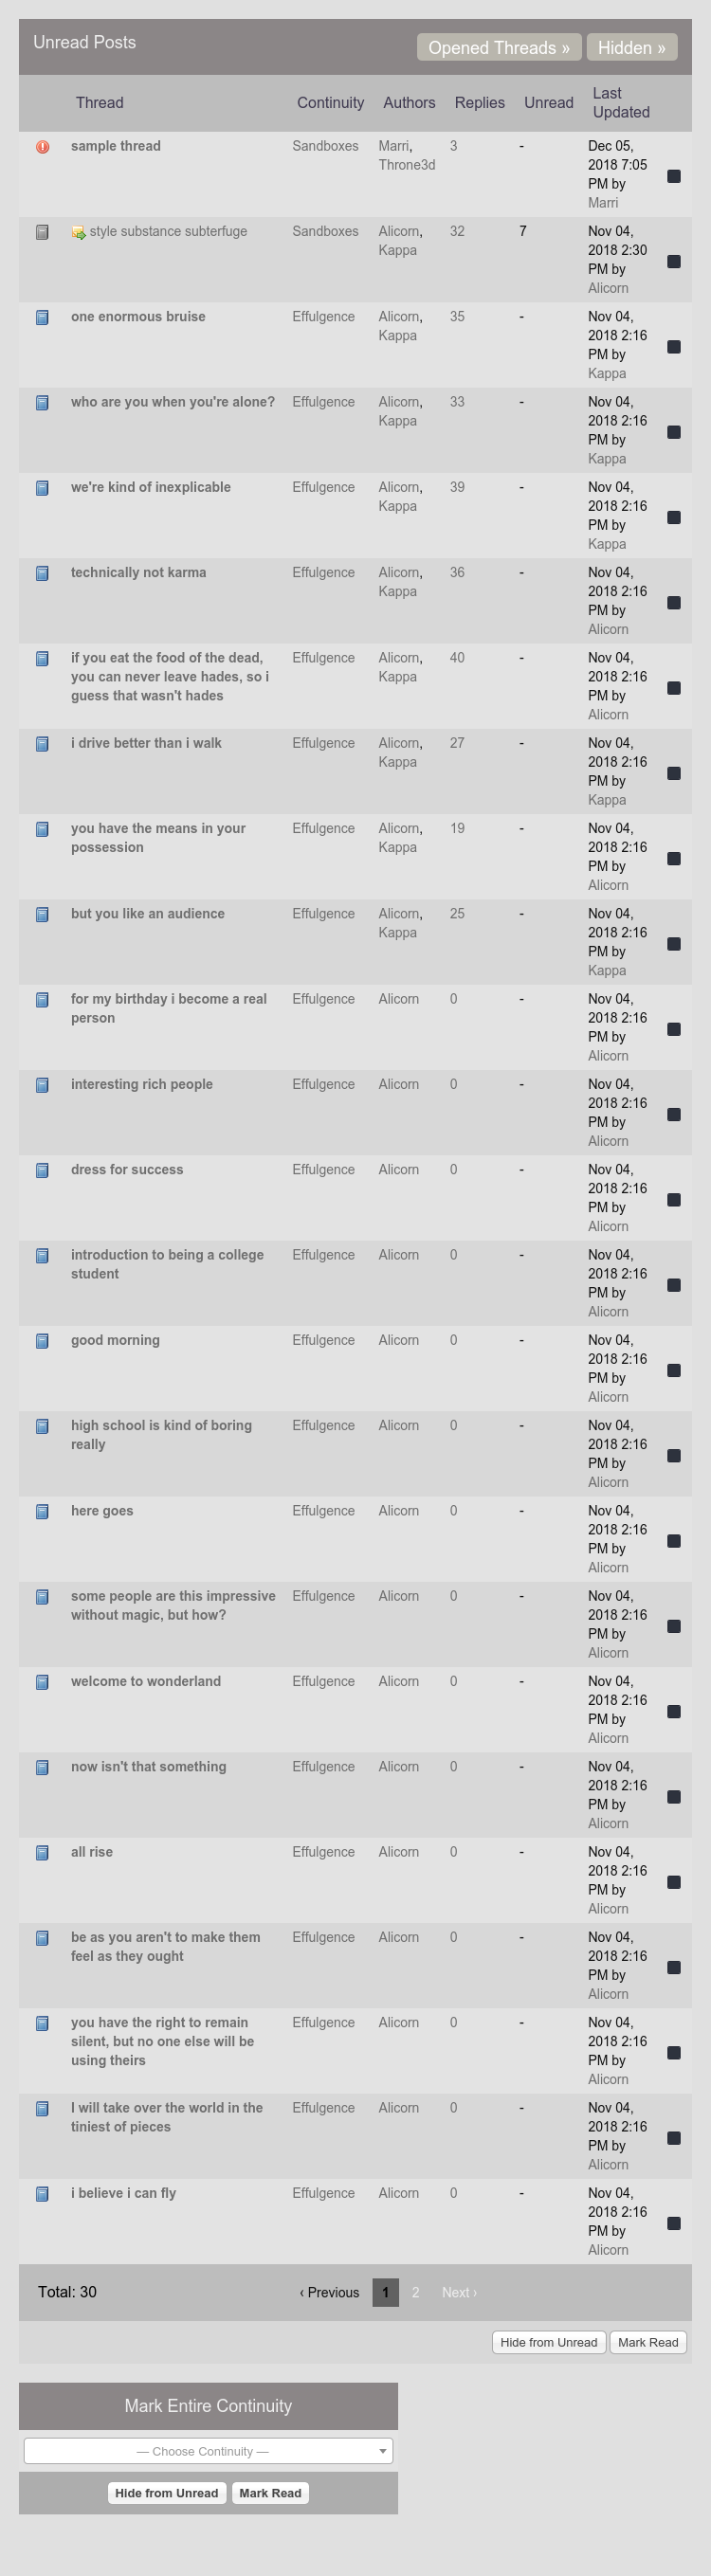 Unread Posts
Opened Threads »
Hidden »
Thread
Continuity
Authors
Replies
Unread
Last
Updated
sample thread
Sandboxes
Marri,
Throne3d
3
-
Dec 05,
2018 7:05
PM by
Marri
style substance subterfuge
Sandboxes
Alicorn,
Kappa
32
7
Nov 04,
2018 2:30
PM by
Alicorn
one enormous bruise
Effulgence
Alicorn,
Kappa
35
-
Nov 04,
2018 2:16
PM by
Kappa
who are you when you're alone?
Effulgence
Alicorn,
Kappa
33
-
Nov 04,
2018 2:16
PM by
Kappa
we're kind of inexplicable
Effulgence
Alicorn,
Kappa
39
-
Nov 04,
2018 2:16
PM by
Kappa
technically not karma
Effulgence
Alicorn,
Kappa
36
-
Nov 04,
2018 2:16
PM by
Alicorn
if you eat the food of the dead,
you can never leave hades, so i
guess that wasn't hades
Effulgence
Alicorn,
Kappa
40
-
Nov 04,
2018 2:16
PM by
Alicorn
i drive better than i walk
Effulgence
Alicorn,
Kappa
27
-
Nov 04,
2018 2:16
PM by
Kappa
you have the means in your
possession
Effulgence
Alicorn,
Kappa
19
-
Nov 04,
2018 2:16
PM by
Alicorn
but you like an audience
Effulgence
Alicorn,
Kappa
25
-
Nov 04,
2018 2:16
PM by
Kappa
for my birthday i become a real
person
Effulgence
Alicorn
0
-
Nov 04,
2018 2:16
PM by
Alicorn
interesting rich people
Effulgence
Alicorn
0
-
Nov 04,
2018 2:16
PM by
Alicorn
dress for success
Effulgence
Alicorn
0
-
Nov 04,
2018 2:16
PM by
Alicorn
introduction to being a college
student
Effulgence
Alicorn
0
-
Nov 04,
2018 2:16
PM by
Alicorn
good morning
Effulgence
Alicorn
0
-
Nov 04,
2018 2:16
PM by
Alicorn
high school is kind of boring
really
Effulgence
Alicorn
0
-
Nov 04,
2018 2:16
PM by
Alicorn
here goes
Effulgence
Alicorn
0
-
Nov 04,
2018 2:16
PM by
Alicorn
some people are this impressive
without magic, but how?
Effulgence
Alicorn
0
-
Nov 04,
2018 2:16
PM by
Alicorn
welcome to wonderland
Effulgence
Alicorn
0
-
Nov 04,
2018 2:16
PM by
Alicorn
now isn't that something
Effulgence
Alicorn
0
-
Nov 04,
2018 2:16
PM by
Alicorn
all rise
Effulgence
Alicorn
0
-
Nov 04,
2018 2:16
PM by
Alicorn
be as you aren't to make them
feel as they ought
Effulgence
Alicorn
0
-
Nov 04,
2018 2:16
PM by
Alicorn
you have the right to remain
silent, but no one else will be
using theirs
Effulgence
Alicorn
0
-
Nov 04,
2018 2:16
PM by
Alicorn
I will take over the world in the
tiniest of pieces
Effulgence
Alicorn
0
-
Nov 04,
2018 2:16
PM by
Alicorn
i believe i can fly
Effulgence
Alicorn
0
-
Nov 04,
2018 2:16
PM by
Alicorn
Total: 30
‹ Previous 1 2 Next ›
Hide from Unread
Mark Read
Mark Entire Continuity
— Choose Continuity —
Hide from Unread
Mark Read